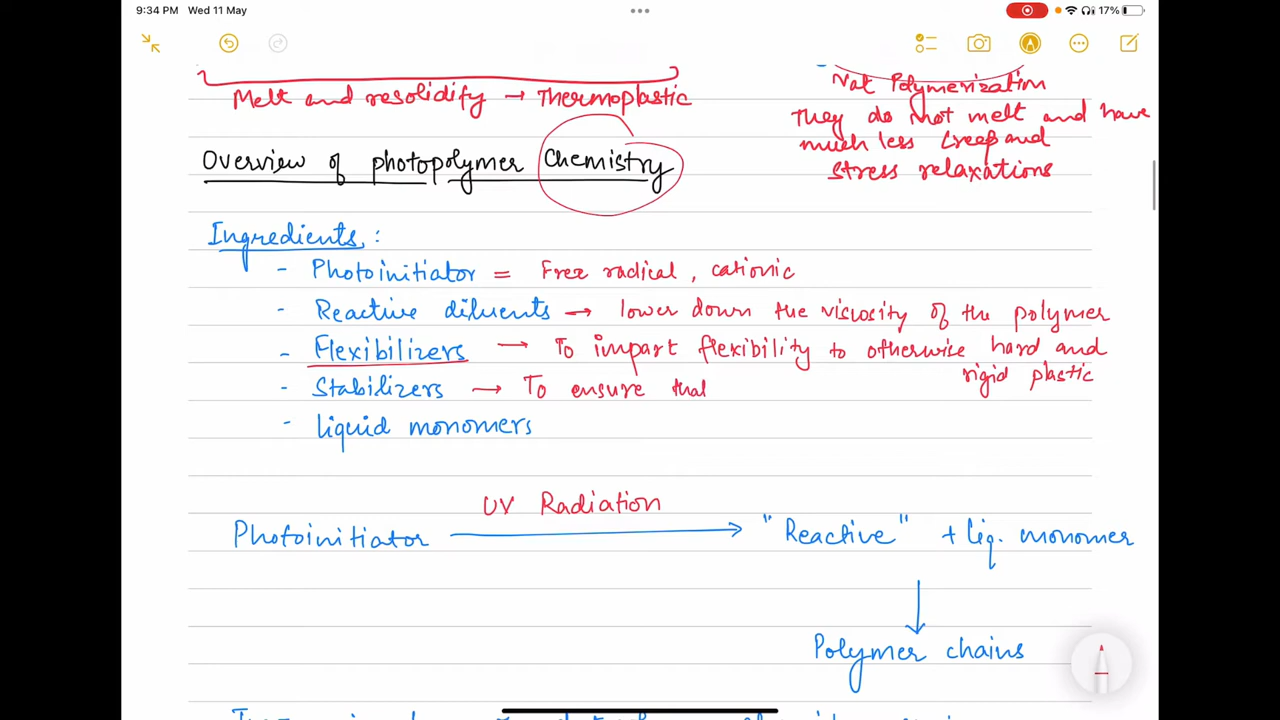 9:34 PM Wed 11 May
17%
Melt and resolidify → Thermoplastic
Vat Polymerization
They do not melt and have
much less Creep and
stress relaxations
Overview of photopolymer Chemistry
Ingredients :
- Photoinitiator = Free radical, cationic
- Reactive diluents → lower down the viscosity of the polymer
- Flexibilizers → To impart flexibility to otherwise hard and
rigid plastic
- Stabilizers → To ensure that
- liquid monomers
UV Radiation
Photoinitiator → "Reactive" + liq. monomer
↓
Polymer chains